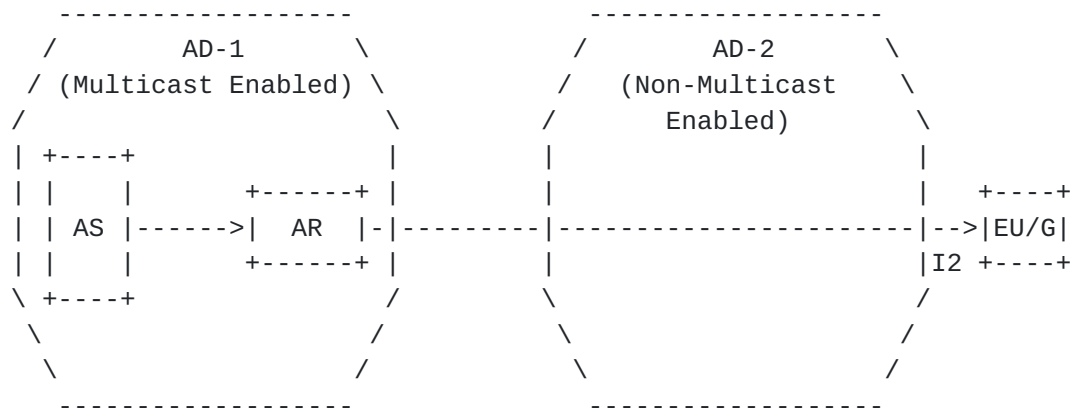 AD-1 AD-2
(Multicast Enabled) (Non-Multicast
Enabled)
AS AR EU/G
I2